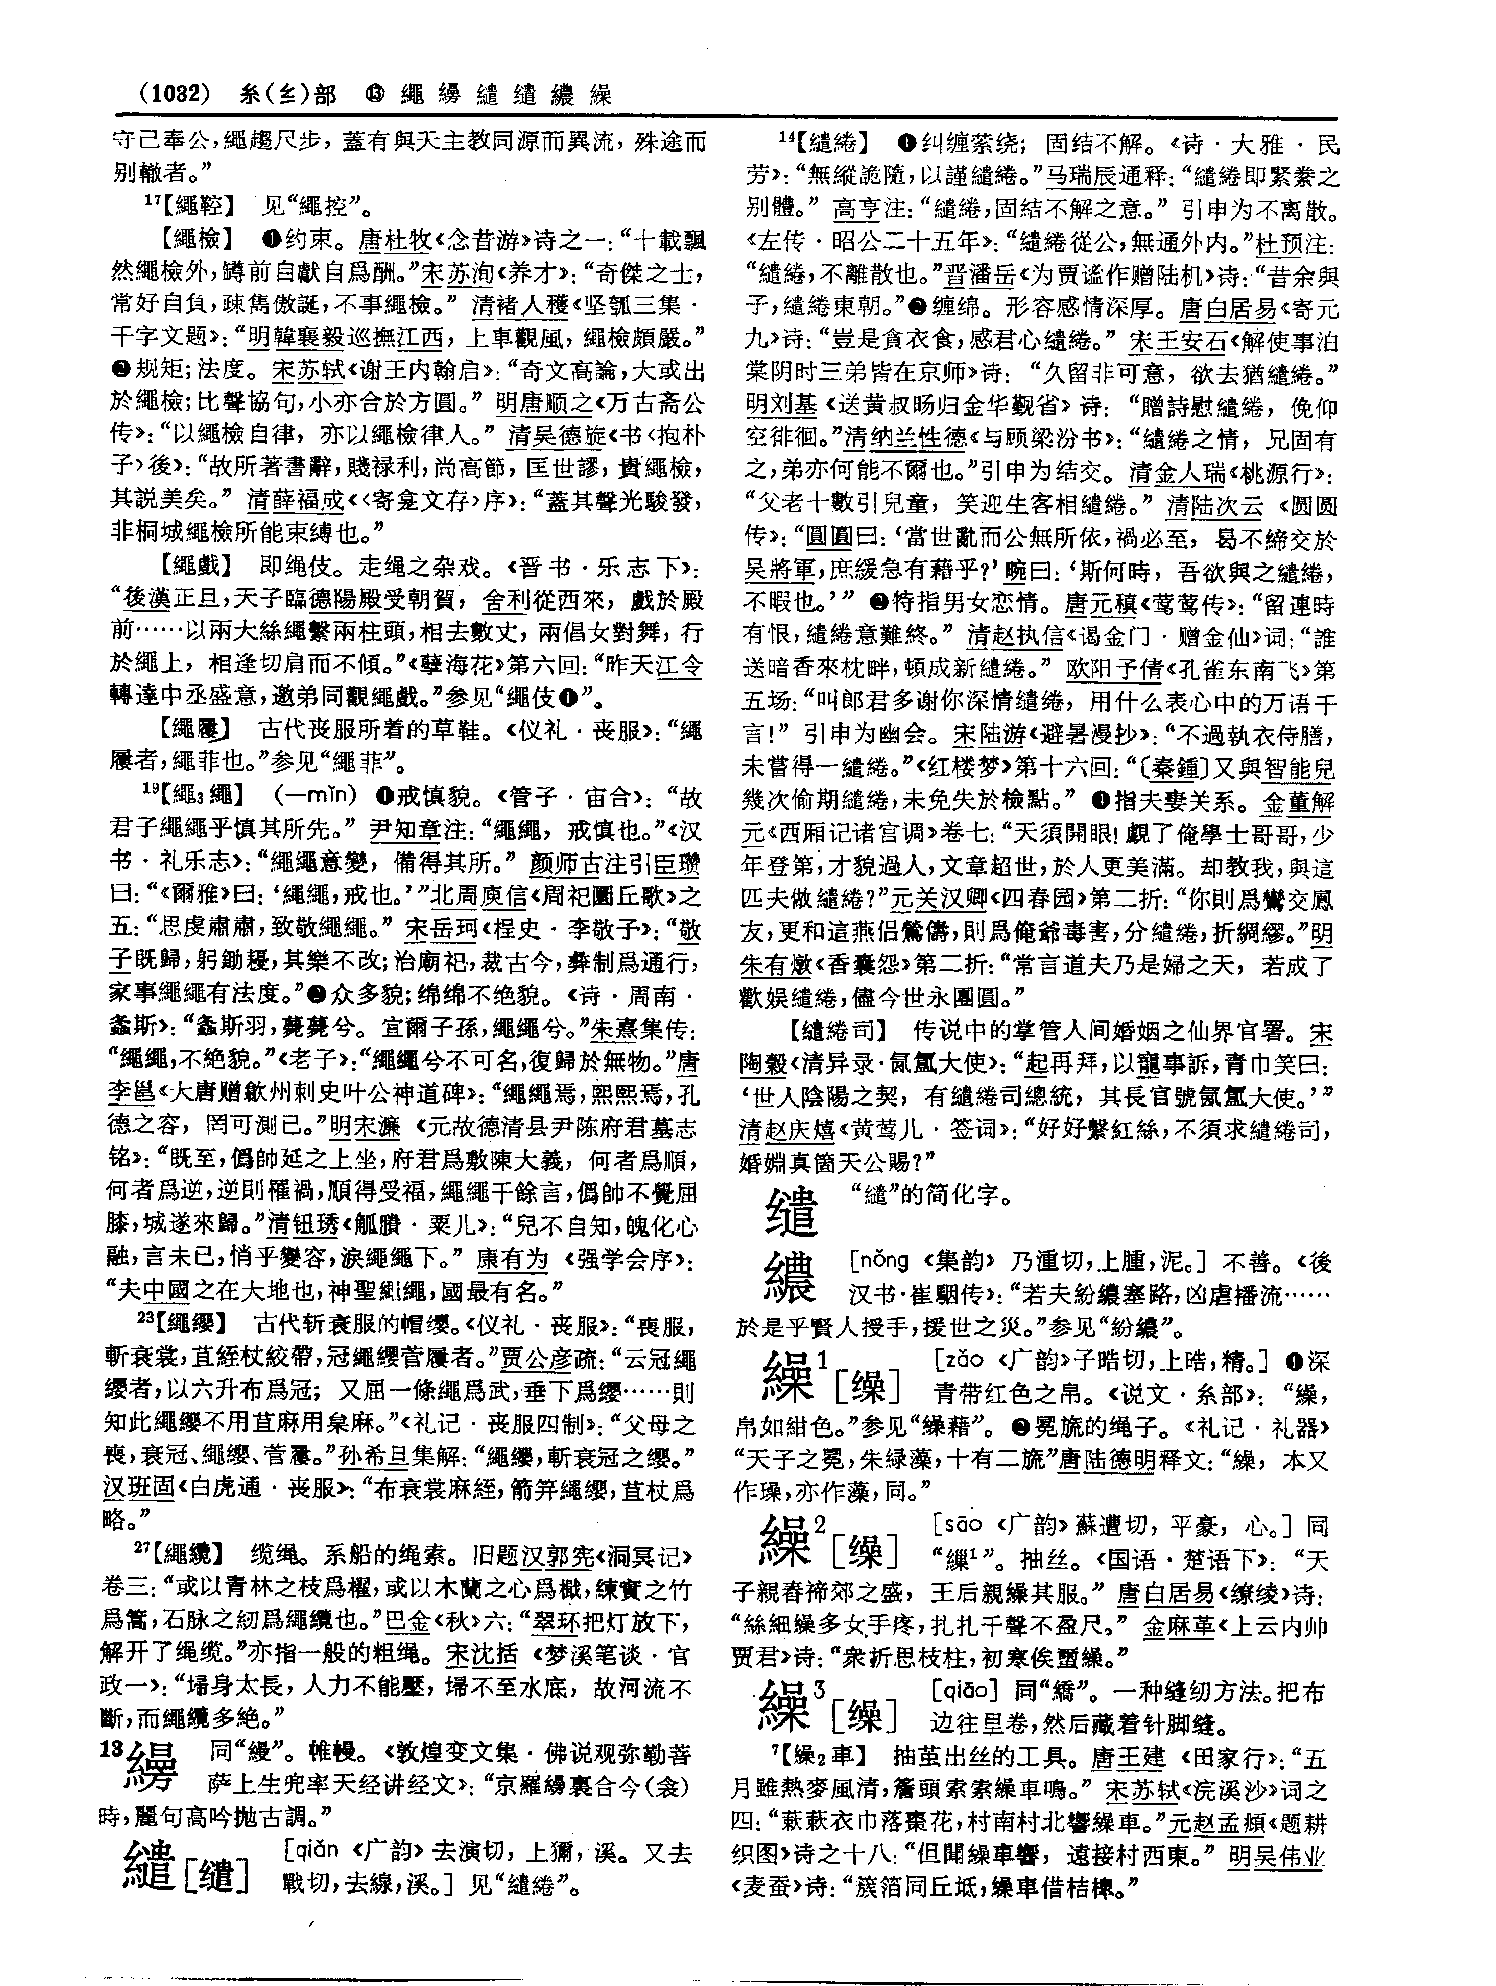 (1032) 糸(纟)部 ⑬ 繩 𦆀 繾 缱 繷 繰
守己奉公，繩趨尺步，蓋有與天主教同源而異流，殊途而
别轍者。”
17【繩鞚】 见“繩控”。
【繩檢】 ❶约束。唐杜牧《念昔游》诗之一：“十載飄
然繩檢外，罇前自獻自爲酬。”宋苏洵《养才》：“奇傑之士，
常好自負，疎雋傲誕，不事繩檢。” 清褚人穫《坚瓠三集·
千字文题》：“明韓襄毅巡撫江西，上車觀風，繩檢頗嚴。”
❷规矩；法度。宋苏轼《谢王内翰启》：“奇文高論，大或出
於繩檢；比聲協句，小亦合於方圓。” 明唐顺之《万古斋公
传》：“以繩檢自律，亦以繩檢律人。” 清吴德旋《书〈抱朴
子〉後》：“故所著書辭，賤禄利，尚高節，匡世謬，貴繩檢，
其説美矣。” 清薛福成《〈寄龛文存〉序》：“蓋其聲光駿發，
非桐城繩檢所能束縛也。”
【繩戲】 即绳伎。走绳之杂戏。《晋书·乐志下》：
“後漢正旦，天子臨德陽殿受朝賀，舍利從西來，戲於殿
前……以兩大絲繩繫兩柱頭，相去數丈，兩倡女對舞，行
於繩上，相逢切肩而不傾。”《孽海花》第六回：“昨天江令
轉達中丞盛意，邀弟同觀繩戲。”参见“繩伎❶”。
【繩屨】 古代丧服所着的草鞋。《仪礼·丧服》：“繩
屨者，繩菲也。”参见“繩菲”。
19【繩3繩】 (—mǐn) ❶戒慎貌。《管子·宙合》：“故
君子繩繩乎慎其所先。” 尹知章注：“繩繩，戒慎也。”《汉
书·礼乐志》：“繩繩意變，備得其所。” 颜师古注引臣瓒
曰：“《爾雅》曰：‘繩繩，戒也。’”北周庾信《周祀圜丘歌》之
五：“思虔肅肅，致敬繩繩。” 宋岳珂《桯史·李敬子》：“敬
子既歸，躬鋤耰，其樂不改；治廟祀，裁古今，彝制爲通行，
家事繩繩有法度。”❷众多貌；绵绵不绝貌。《诗·周南·
螽斯》：“螽斯羽，薨薨兮。宜爾子孫，繩繩兮。”朱熹集传：
“繩繩，不絶貌。”《老子》：“繩繩兮不可名，復歸於無物。”唐
李邕《大唐赠歙州刺史叶公神道碑》：“繩繩焉，熙熙焉，孔
德之容，罔可測已。”明宋濂《元故德清县尹陈府君墓志
铭》：“既至，僞帥延之上坐，府君爲敷陳大義，何者爲順，
何者爲逆，逆則罹禍，順得受福，繩繩千餘言，僞帥不覺屈
膝，城遂來歸。”清钮琇《觚賸·粟儿》：“兒不自知，魄化心
融，言未已，悄乎變容，淚繩繩下。” 康有为《强学会序》：
“夫中國之在大地也，神聖繩繩，國最有名。”
23【繩纓】 古代斩衰服的帽缨。《仪礼·丧服》：“喪服，
斬衰裳，苴絰杖絞帶，冠繩纓菅屨者。”贾公彦疏：“云冠繩
纓者，以六升布爲冠；又屈一條繩爲武，垂下爲纓……則
知此繩纓不用苴麻用枲麻。”《礼记·丧服四制》：“父母之
喪，衰冠、繩纓、菅屨。”孙希旦集解：“繩纓，斬衰冠之纓。”
汉班固《白虎通·丧服》：“布衰裳麻絰，箭笄繩纓，苴杖爲
略。”
27【繩纜】 缆绳。系船的绳索。旧题汉郭宪《洞冥记》
卷三：“或以青林之枝爲櫂，或以木蘭之心爲檝，練實之竹
爲篙，石脉之紉爲繩纜也。”巴金《秋》六：“翠环把灯放下，
解开了绳缆。”亦指一般的粗绳。宋沈括《梦溪笔谈·官
政一》：“埽身太長，人力不能壓，埽不至水底，故河流不
斷，而繩纜多絶。”
13𦆀 同“縵”。帷幔。《敦煌变文集·佛说观弥勒菩
萨上生兜率天经讲经文》：“京羅𦆀裏合今(衾)
時，麗句高吟抛古調。”
繾[缱] [qiǎn《广韵》去演切，上獮，溪。又去
戰切，去線，溪。] 见“繾綣”。
14【繾綣】 ❶纠缠萦绕；固结不解。《诗·大雅·民
劳》：“無縱詭隨，以謹繾綣。”马瑞辰通释：“繾綣即緊絭之
别體。” 高亨注：“繾綣，固结不解之意。”引申为不离散。
《左传·昭公二十五年》：“繾綣從公，無通外内。”杜预注：
“繾綣，不離散也。”晋潘岳《为贾谧作赠陆机》诗：“昔余與
子，繾綣東朝。”❷缠绵。形容感情深厚。唐白居易《寄元
九》诗：“豈是貪衣食，感君心繾綣。” 宋王安石《解使事泊
棠阴时三弟皆在京师》诗：“久留非可意，欲去猶繾綣。”
明刘基《送黄叔旸归金华觐省》诗：“贈詩慰繾綣，俛仰
空徘徊。”清纳兰性德《与顾梁汾书》：“繾綣之情，兄固有
之，弟亦何能不爾也。”引申为结交。清金人瑞《桃源行》：
“父老十數引兒童，笑迎生客相繾綣。” 清陆次云《圆圆
传》：“圓圓曰：‘當世亂而公無所依，禍必至，曷不締交於
吴將軍，庶缓急有藉乎？’畹曰：‘斯何時，吾欲與之繾綣，
不暇也。’” ❸特指男女恋情。唐元稹《莺莺传》：“留連時
有恨，繾綣意難終。” 清赵执信《谒金门·赠金仙》词：“誰
送暗香來枕畔，頓成新繾綣。” 欧阳予倩《孔雀东南飞》第
五场：“叫郎君多谢你深情缱绻，用什么表心中的万语千
言！” 引申为幽会。宋陆游《避暑漫抄》：“不過執衣侍膳，
未嘗得一繾綣。”《红楼梦》第十六回：“〔秦鍾〕又與智能兒
幾次偷期繾綣，未免失於檢點。” ❹指夫妻关系。金董解
元《西厢记诸宫调》卷七：“天須開眼！覷了俺學士哥哥，少
年登第，才貌過人，文章超世，於人更美滿。却教我，與這
匹夫做繾綣？”元关汉卿《四春园》第二折：“你則爲鸞交鳳
友，更和這燕侣鶯儔，則爲俺爺毒害，分繾綣，折綢繆。”明
朱有燉《香囊怨》第二折：“常言道夫乃是婦之天，若成了
歡娱繾綣，儘今世永團圓。”
【繾綣司】 传说中的掌管人间婚姻之仙界官署。宋
陶穀《清异录·氤氲大使》：“起再拜，以寵事訴，青巾笑曰：
‘世人陰陽之契，有繾綣司總統，其長官號氤氲大使。’”
清赵庆熺《黄莺儿·签词》：“好好繫紅絲，不須求繾綣司，
婚姻真箇天公賜？”
缱 “繾”的简化字。
繷 [nǒng《集韵》乃湩切，上腫，泥。] 不善。《後
汉书·崔駰传》：“若夫紛繷塞路，凶虐播流……
於是乎賢人授手，援世之災。”参见“紛繷”。
繰1[缲] [zǎo《广韵》子晧切，上晧，精。] ❶深
青带红色之帛。《说文·糸部》：“繰，
帛如紺色。”参见“繰藉”。❷冕旒的绳子。《礼记·礼器》
“天子之冕，朱绿藻，十有二旒”唐陆德明释文：“繰，本又
作璪，亦作藻，同。”
繰2[缲] [sāo《广韵》蘇遭切，平豪，心。] 同
“繅1”。抽丝。《国语·楚语下》：“天
子親舂禘郊之盛，王后親繰其服。” 唐白居易《缭绫》诗：
“絲細繰多女手疼，扎扎千聲不盈尺。” 金麻革《上云内帅
贾君》诗：“衆折思枝柱，初寒俟蠒繰。”
繰3[缲] [qiāo] 同“繑”。一种缝纫方法。把布
边往里卷，然后藏着针脚缝。
7【繰2車】 抽茧出丝的工具。唐王建《田家行》：“五
月雖熱麥風清，簷頭索索繰車鳴。” 宋苏轼《浣溪沙》词之
四：“蔌蔌衣巾落棗花，村南村北響繰車。”元赵孟頫《题耕
织图》诗之十八：“但聞繰車響，遠接村西東。” 明吴伟业
《麦蚕》诗：“簇箔同丘坻，繰車借桔槔。”